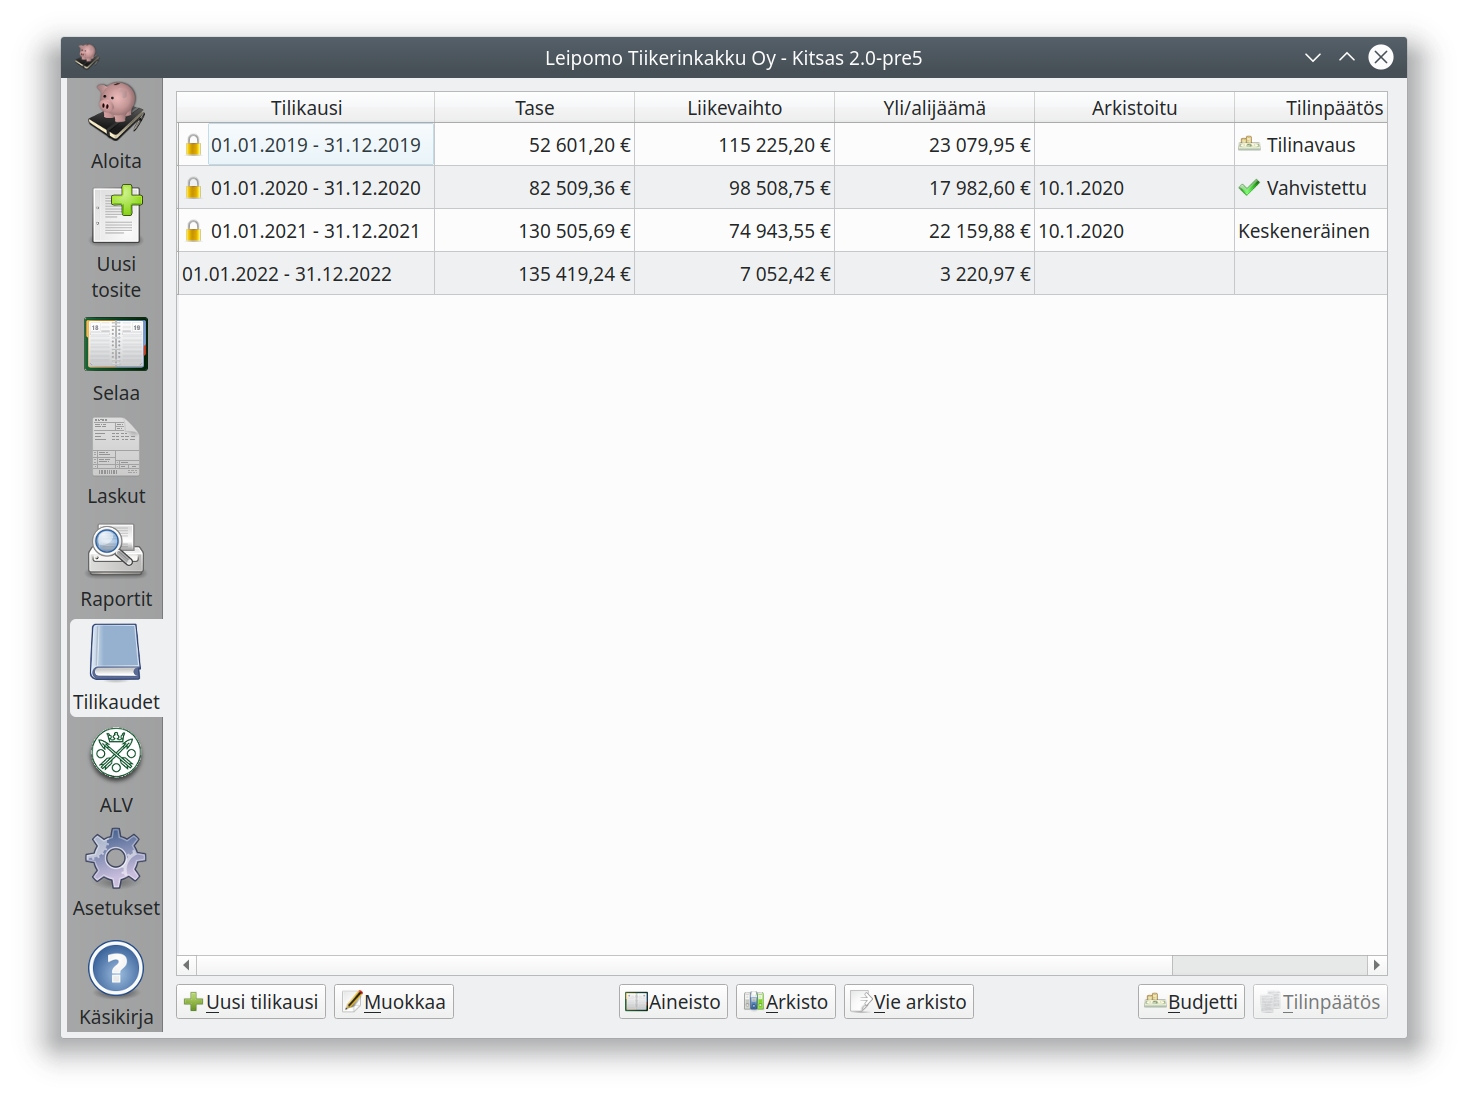 Leipomo Tiikerinkakku Oy - Kitsas 2.0-pre5
Aloita
Uusi
tosite
Selaa
Laskut
Raportit
Tilikaudet
ALV
Asetukset
Käsikirja
Tilikausi Tase Liikevaihto Yli/alijäämä Arkistoitu Tilinpäätös
01.01.2019 - 31.12.2019 52 601,20 € 115 225,20 € 23 079,95 € Tilinavaus
01.01.2020 - 31.12.2020 82 509,36 € 98 508,75 € 17 982,60 € 10.1.2020 Vahvistettu
01.01.2021 - 31.12.2021 130 505,69 € 74 943,55 € 22 159,88 € 10.1.2020 Keskeneräinen
01.01.2022 - 31.12.2022 135 419,24 € 7 052,42 € 3 220,97 €
Uusi tilikausi Muokkaa Aineisto Arkisto Vie arkisto Budjetti Tilinpäätös